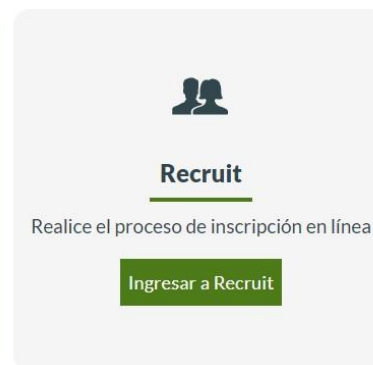 Recruit
Realice el proceso de inscripción en línea
Ingresar a Recruit